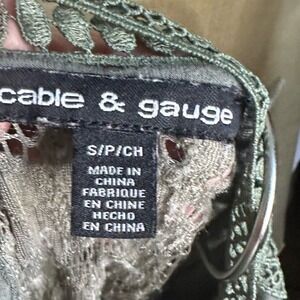 cable & gauge
S/P/CH
MADE IN
CHINA
FABRIQUE
EN CHINE
HECHO
EN CHINA